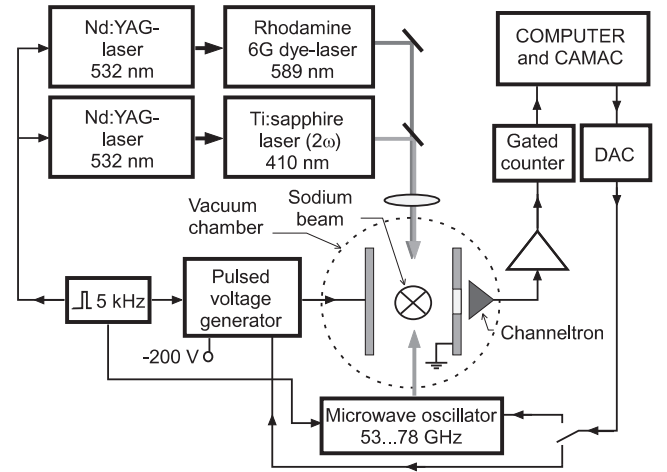 Nd:YAG-
laser
532 nm
Rhodamine
6G dye-laser
589 nm
COMPUTER
and CAMAC
Nd:YAG-
laser
532 nm
Ti:sapphire
laser (2ω)
410 nm
Gated
counter
DAC
Vacuum
chamber
Sodium
beam
5 kHz
Pulsed
voltage
generator
Channeltron
-200 V
Microwave oscillator
53...78 GHz